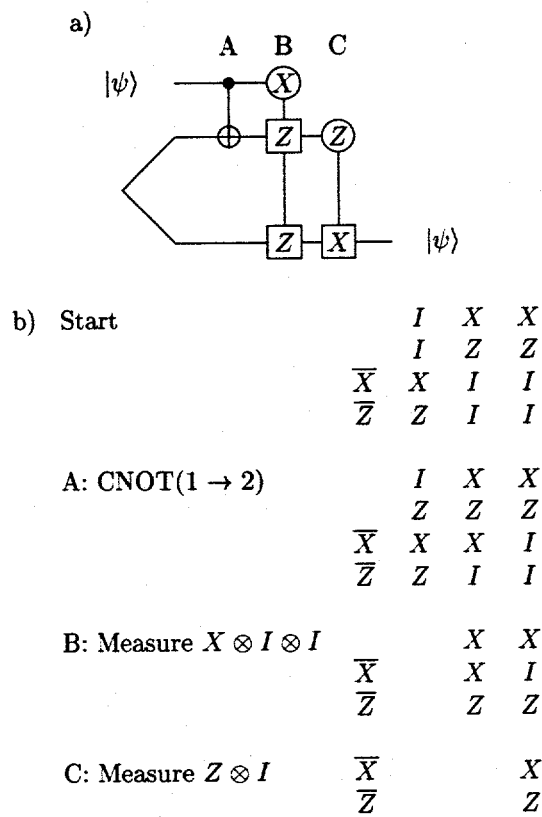 a)
A B C
|ψ⟩ X
Z Z
Z X |ψ⟩
b) Start I X X
I Z Z
X̅ X I I
Z̅ Z I I
A: CNOT(1 → 2) I X X
Z Z Z
X̅ X X I
Z̅ Z I I
B: Measure X ⊗ I ⊗ I X X
X̅ X I
Z̅ Z Z
C: Measure Z ⊗ I X̅ X
Z̅ Z